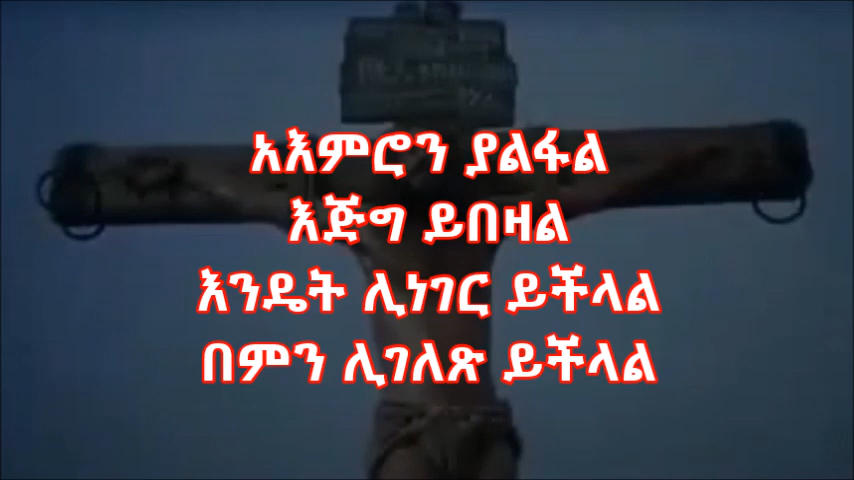 አእምሮን ያልፋል
እጅግ ይበዛል
እንዴት ሊነገር ይችላል
በምን ሊገለጽ ይችላል